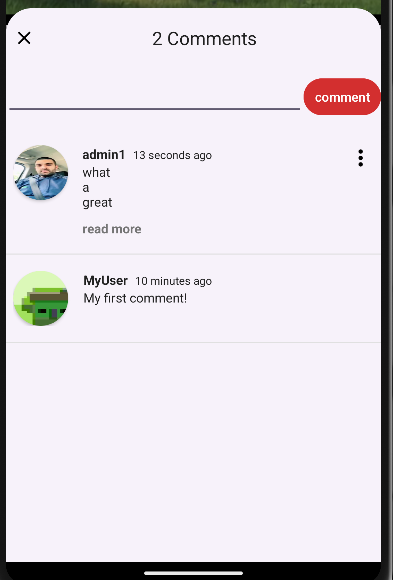 2 Comments
comment
admin1 13 seconds ago
what
a
great
read more
MyUser 10 minutes ago
My first comment!